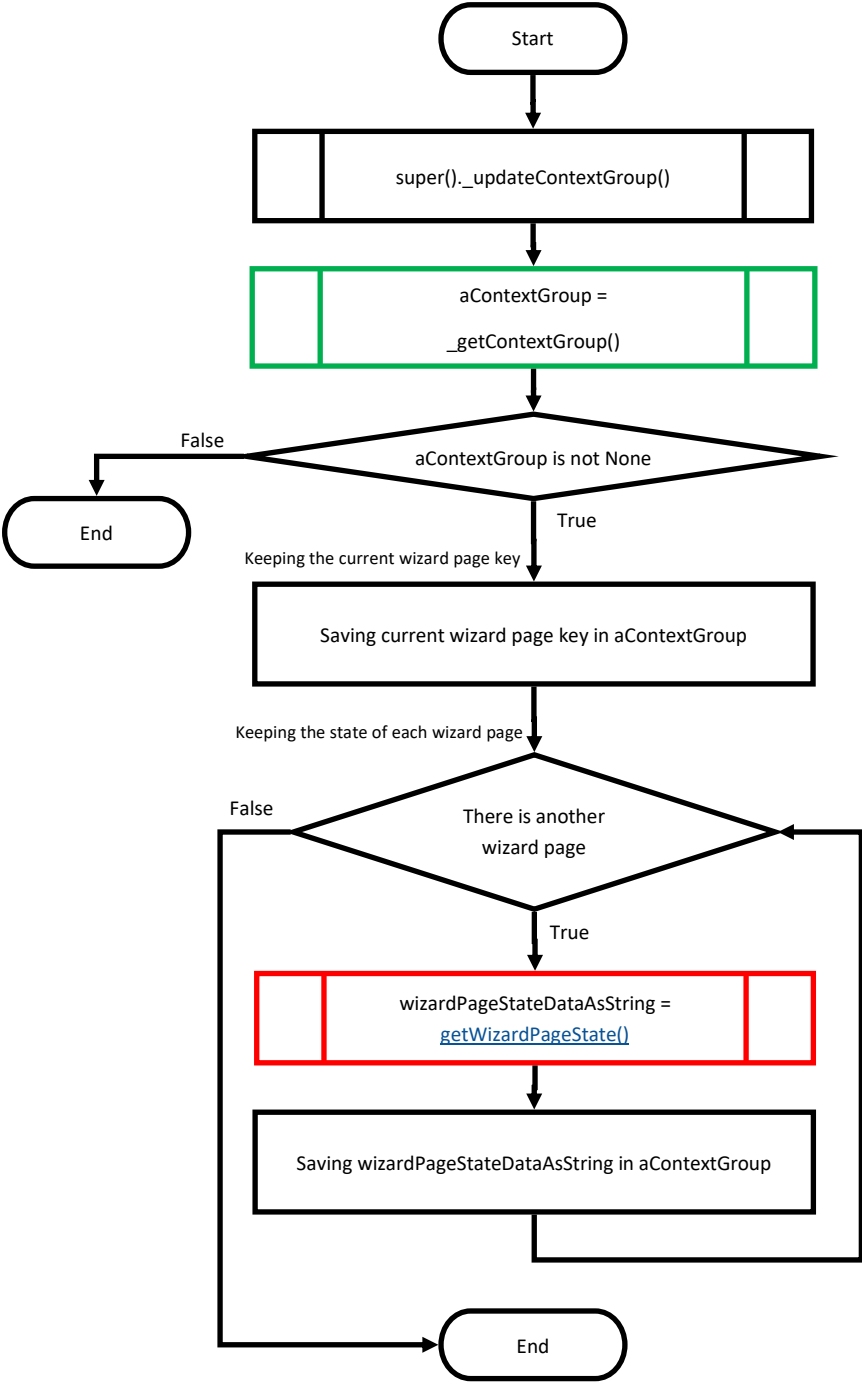 Start
super()._updateContextGroup()
aContextGroup =
_getContextGroup()
False
aContextGroup is not None
End
True
Keeping the current wizard page key
Saving current wizard page key in aContextGroup
Keeping the state of each wizard page
False
There is another
wizard page
True
wizardPageStateDataAsString =
getWizardPageState()
Saving wizardPageStateDataAsString in aContextGroup
End